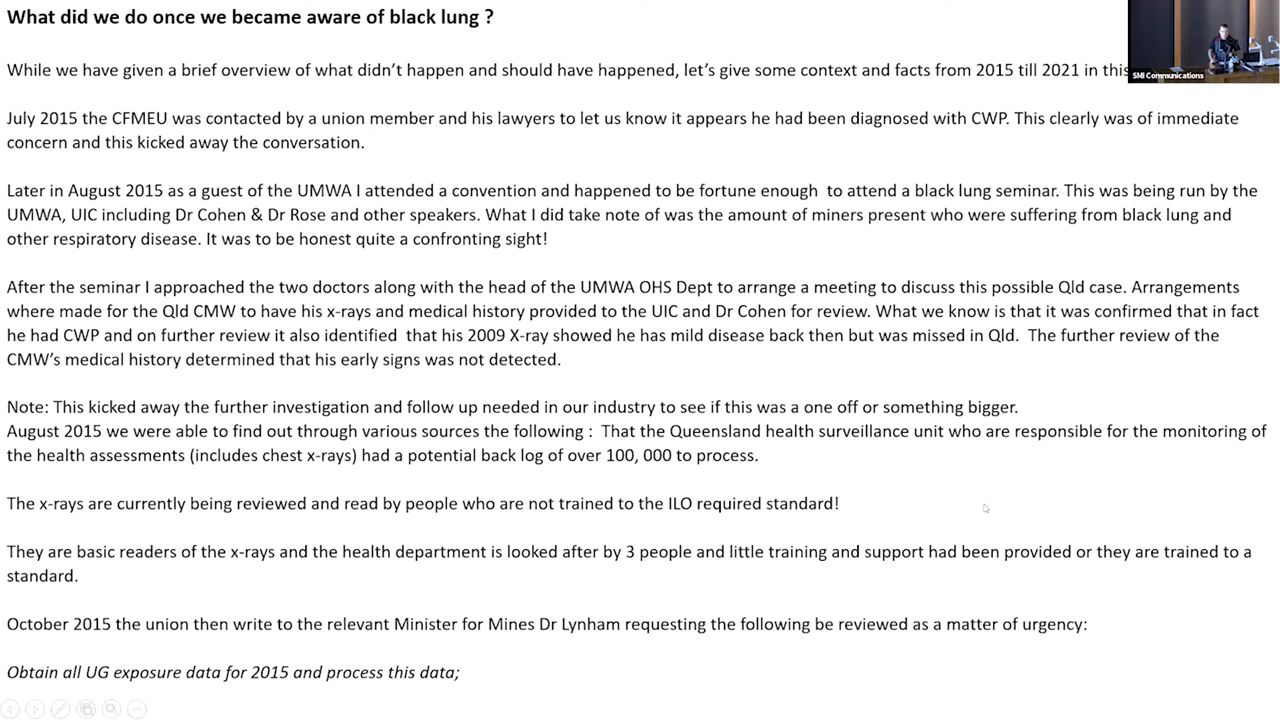 What did we do once we became aware of black lung ?
While we have given a brief overview of what didn't happen and should have happened, let's give some context and facts from 2015 till 2021 in this
SMI Communications
July 2015 the CFMEU was contacted by a union member and his lawyers to let us know it appears he had been diagnosed with CWP. This clearly was of immediate
concern and this kicked away the conversation.
Later in August 2015 as a guest of the UMWA I attended a convention and happened to be fortune enough  to attend a black lung seminar. This was being run by the
UMWA, UIC including Dr Cohen & Dr Rose and other speakers. What I did take note of was the amount of miners present who were suffering from black lung and
other respiratory disease. It was to be honest quite a confronting sight!
After the seminar I approached the two doctors along with the head of the UMWA OHS Dept to arrange a meeting to discuss this possible Qld case. Arrangements
where made for the Qld CMW to have his x-rays and medical history provided to the UIC and Dr Cohen for review. What we know is that it was confirmed that in fact
he had CWP and on further review it also identified  that his 2009 X-ray showed he has mild disease back then but was missed in Qld.  The further review of the
CMW's medical history determined that his early signs was not detected.
Note: This kicked away the further investigation and follow up needed in our industry to see if this was a one off or something bigger.
August 2015 we were able to find out through various sources the following :  That the Queensland health surveillance unit who are responsible for the monitoring of
the health assessments (includes chest x-rays) had a potential back log of over 100, 000 to process.
The x-rays are currently being reviewed and read by people who are not trained to the ILO required standard!
They are basic readers of the x-rays and the health department is looked after by 3 people and little training and support had been provided or they are trained to a
standard.
October 2015 the union then write to the relevant Minister for Mines Dr Lynham requesting the following be reviewed as a matter of urgency:
Obtain all UG exposure data for 2015 and process this data;